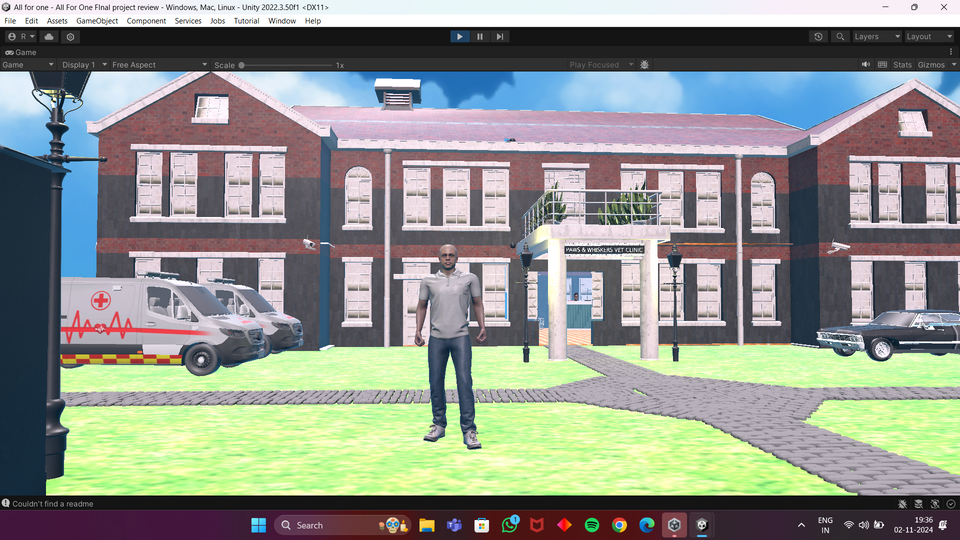 All for one - All For One FInal project review - Windows, Mac, Linux - Unity 2022.3.50f1 <DX11>
File Edit Assets GameObject Component Services Jobs Tutorial Window Help
R Layers Layout
Game
Game Display 1 Free Aspect Scale 1x Play Focused Stats Gizmos
PAWS & WHISKERS VET CLINIC
Couldn't find a readme
Search
1
ENG
IN
19:36
02-11-2024